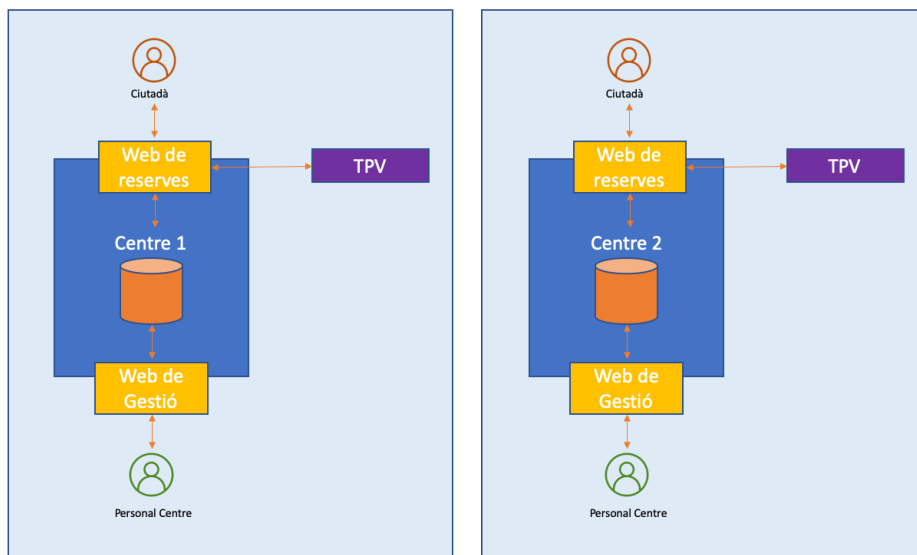 Ciutadà
Web de
reserves
TPV
Centre 1
Web de
Gestió
Personal Centre
Ciutadà
Web de
reserves
TPV
Centre 2
Web de
Gestió
Personal Centre